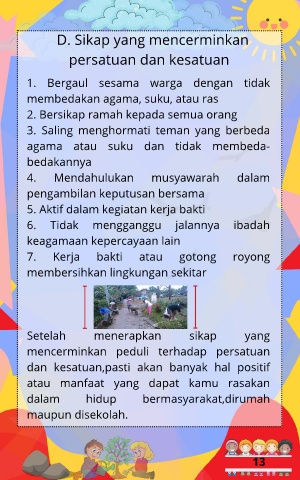 D. Sikap yang mencerminkan
persatuan dan kesatuan
1. Bergaul sesama warga dengan tidak
membedakan agama, suku, atau ras
2. Bersikap ramah kepada semua orang
3. Saling menghormati teman yang berbeda
agama atau suku dan tidak membeda-
bedakannya
4. Mendahulukan musyawarah dalam
pengambilan keputusan bersama
5. Aktif dalam kegiatan kerja bakti
6. Tidak mengganggu jalannya ibadah
keagamaan kepercayaan lain
7. Kerja bakti atau gotong royong
membersihkan lingkungan sekitar
Setelah menerapkan sikap yang
mencerminkan peduli terhadap persatuan
dan kesatuan,pasti akan banyak hal positif
atau manfaat yang dapat kamu rasakan
dalam hidup bermasyarakat,dirumah
maupun disekolah.
13